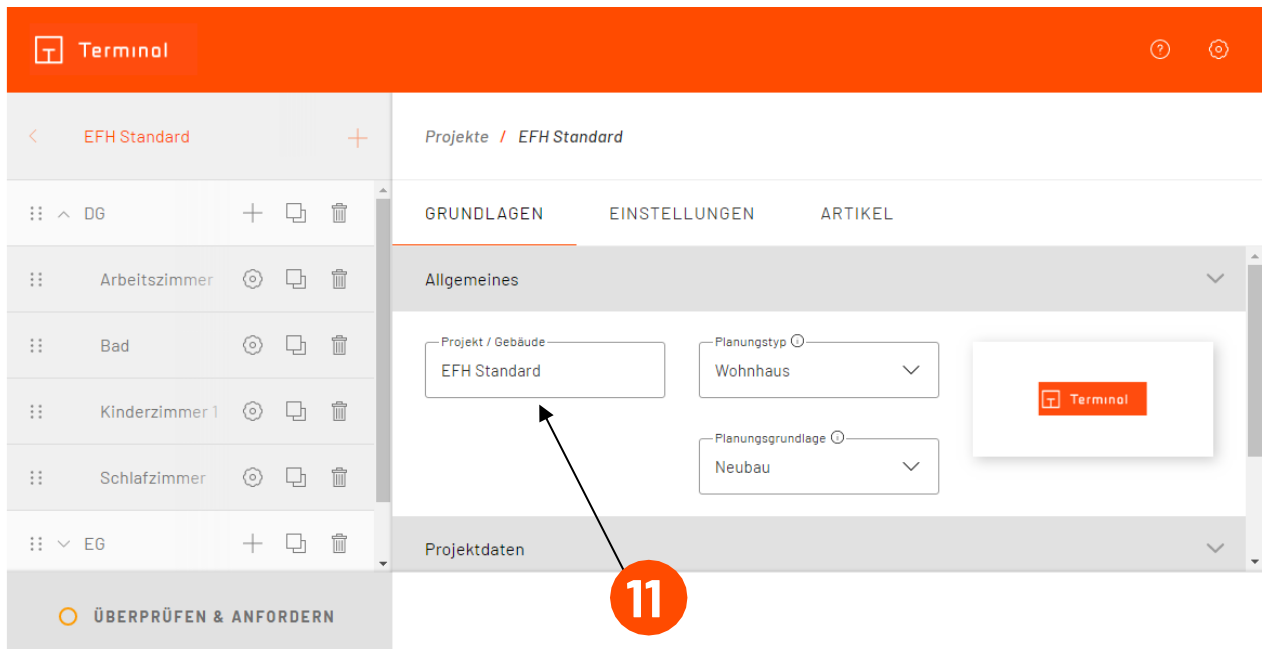 Terminal
EFH Standard
Projekte / EFH Standard
DG
GRUNDLAGEN EINSTELLUNGEN ARTIKEL
Arbeitszimmer
Allgemeines
Bad
Projekt / Gebäude
EFH Standard
Planungstyp
Wohnhaus
Terminal
Kinderzimmer 1
Planungsgrundlage
Neubau
Schlafzimmer
EG
Projektdaten
11
ÜBERPRÜFEN & ANFORDERN